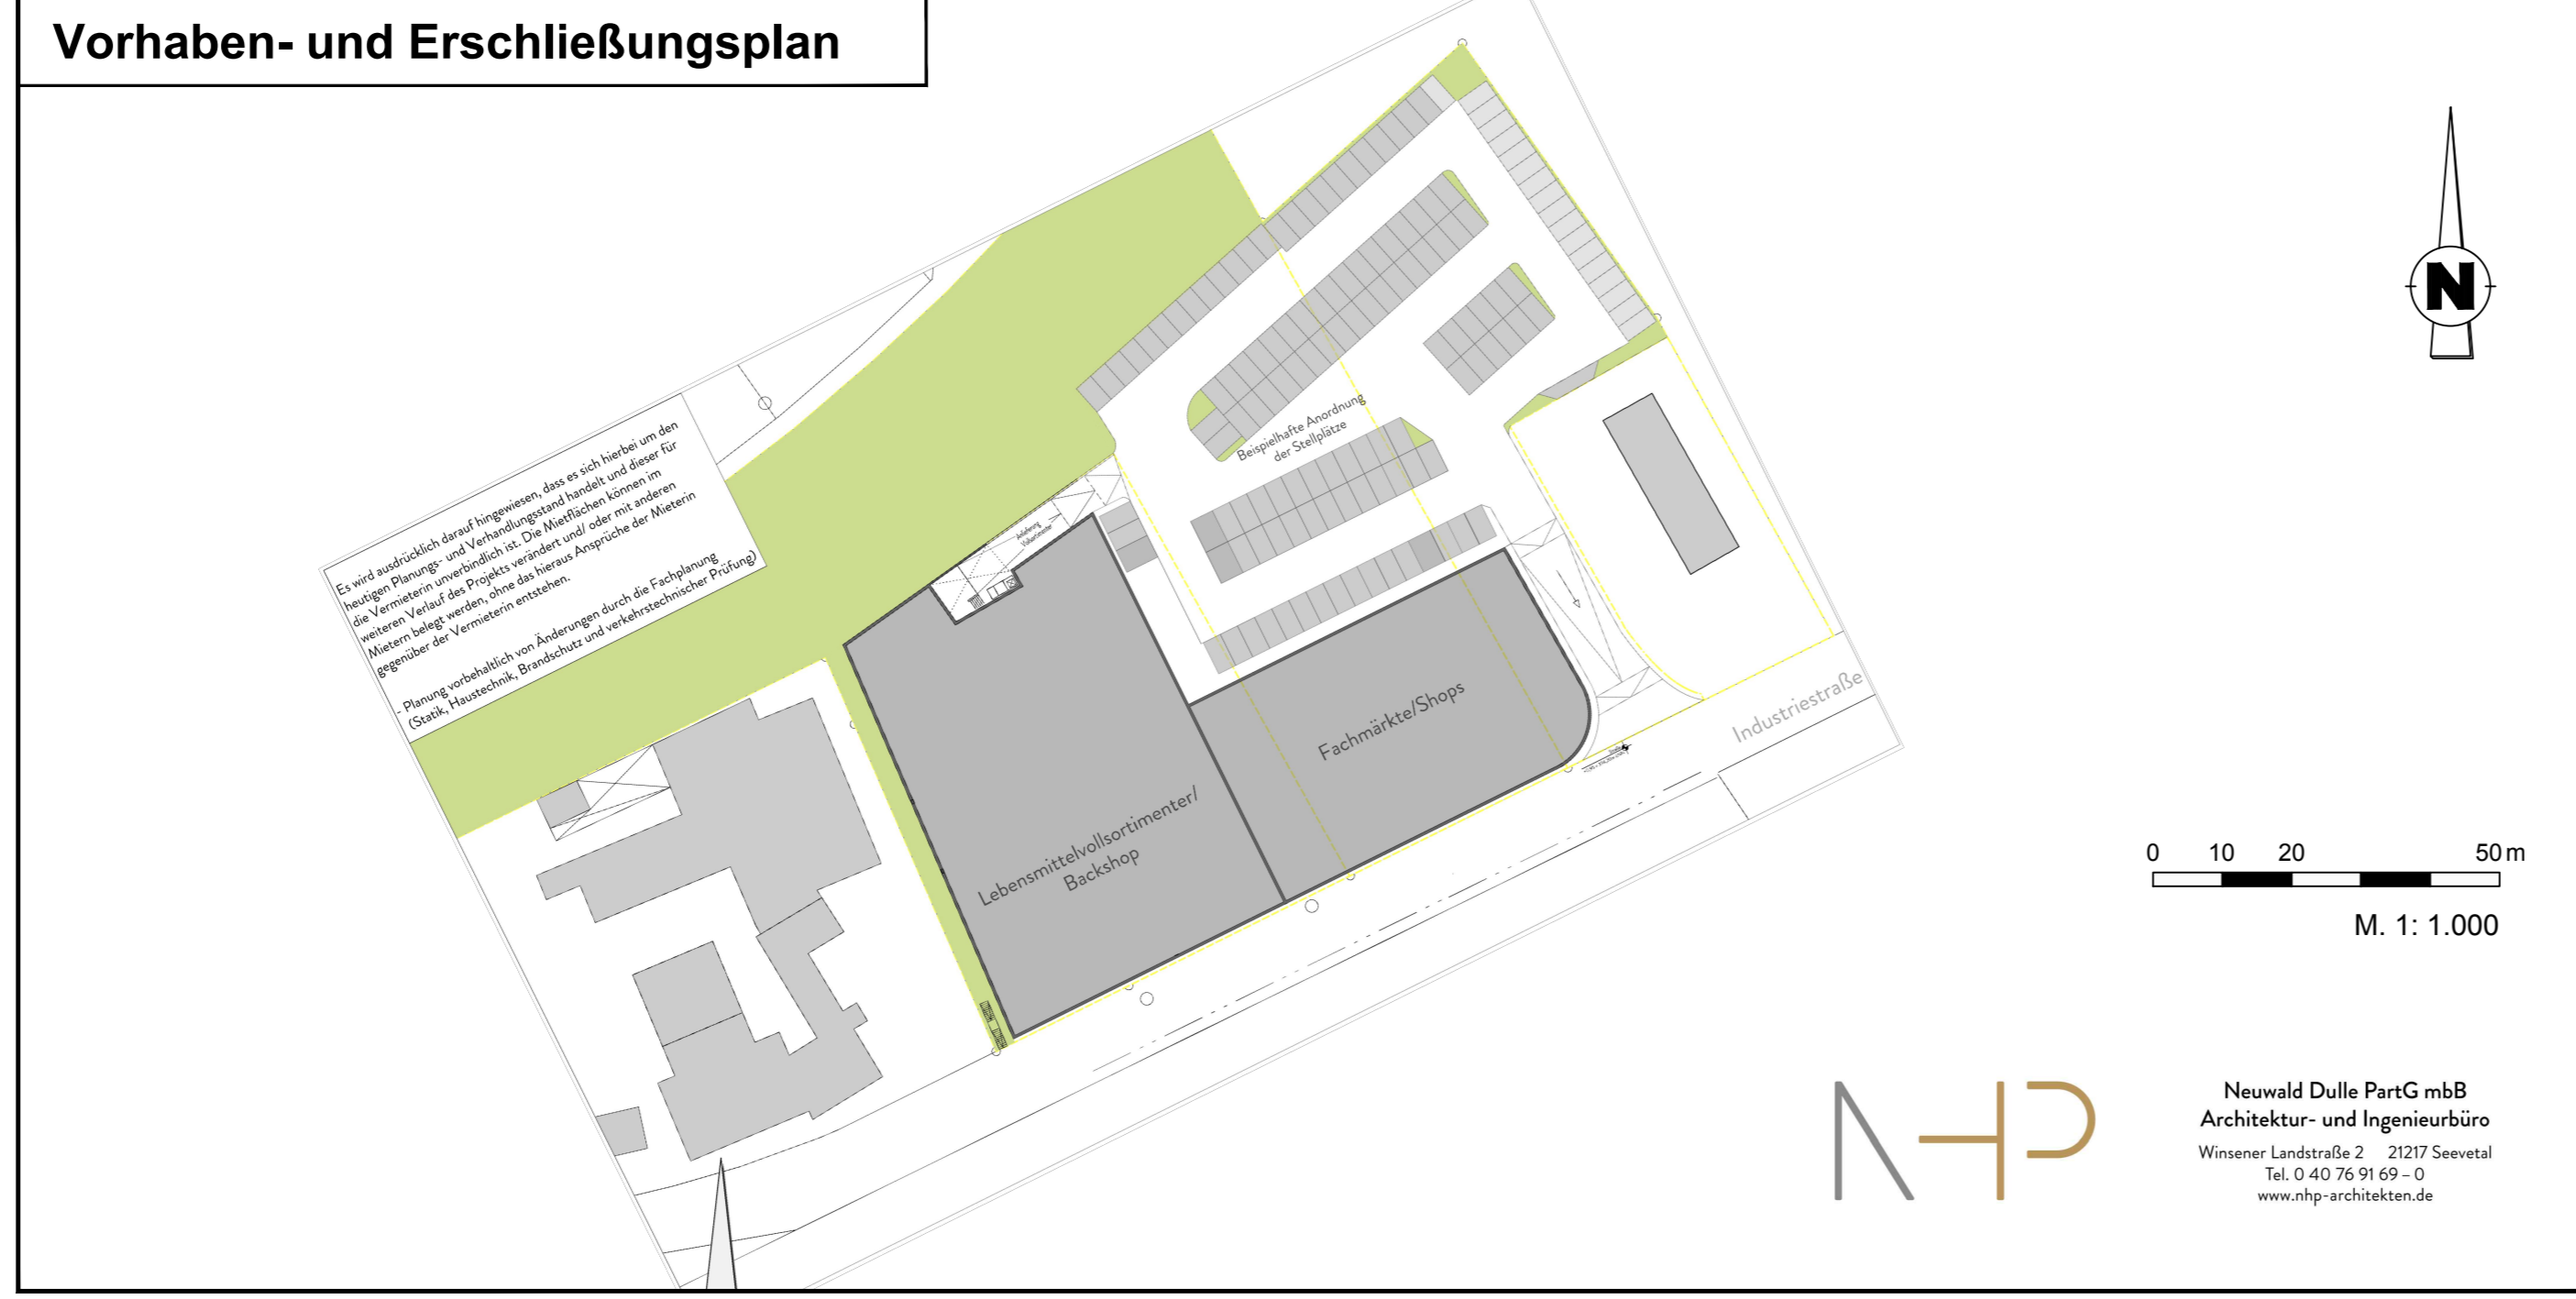 Vorhaben- und Erschließungsplan
Es wird ausdrücklich darauf hingewiesen, dass es sich hierbei um den
heutigen Planungs- und Verhandlungsstand handelt und dieser für
die Vermieterin unverbindlich ist. Die Mietflächen können im
weiteren Verlauf des Projekts verändert und/ oder mit anderen
Mietern belegt werden, ohne das hieraus Ansprüche der Mieterin
gegenüber der Vermieterin entstehen.
- Planung vorbehaltlich von Änderungen durch die Fachplanung
(Statik, Haustechnik, Brandschutz und verkehrstechnischer Prüfung)
Beispielhafte Anordnung
der Stellplätze
Anlieferung
Vollsortimenter
Fachmärkte/Shops
Lebensmittelvollsortimenter/
Backshop
Industriestraße
N
0 10 20 50 m
M. 1: 1.000
NHP
Neuwald Dulle PartG mbB
Architektur- und Ingenieurbüro
Winsener Landstraße 2 21217 Seevetal
Tel. 0 40 76 91 69 – 0
www.nhp-architekten.de